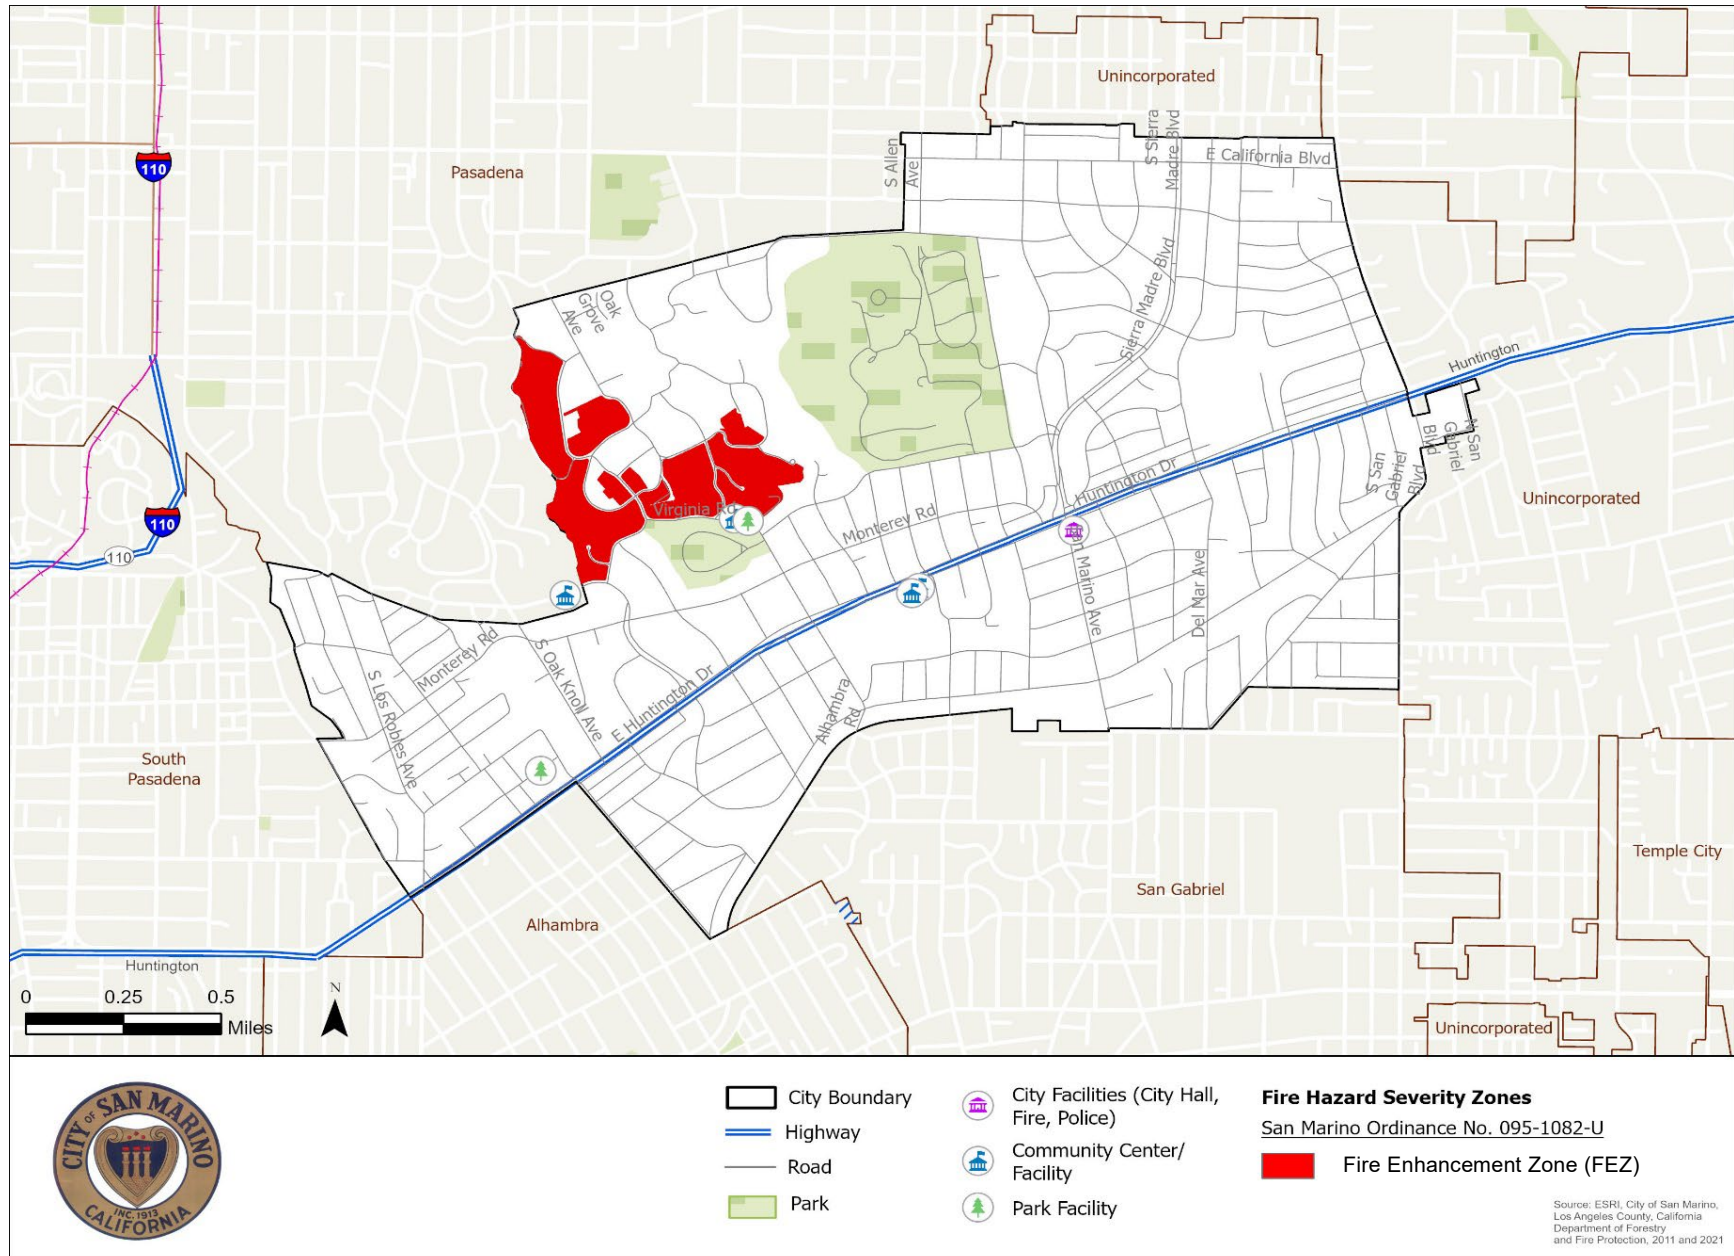 Unincorporated
110
Pasadena
S Allen
Ave
S Sierra
Madre Blvd
E California Blvd
Oak
Grove
Ave
Sierra Madre Blvd
Huntington
N San
Gabriel
Blvd
S San
Gabriel
Blvd
Unincorporated
Huntington Dr
Virginia Rd
Monterey Rd
110
110
San Marino Ave
Del Mar Ave
Monterey Rd
S Oak Knoll Ave
S Los Robles Ave
E Huntington Dr
Alhambra
Rd
South
Pasadena
Temple City
San Gabriel
Alhambra
Huntington
0 0.25 0.5
Miles
N
Unincorporated
CITY OF SAN MARINO
INC. 1913
CALIFORNIA
City Boundary
Highway
Road
Park
City Facilities (City Hall,
Fire, Police)
Community Center/
Facility
Park Facility
Fire Hazard Severity Zones
San Marino Ordinance No. 095-1082-U
Fire Enhancement Zone (FEZ)
Source: ESRI, City of San Marino,
Los Angeles County, California
Department of Forestry
and Fire Protection, 2011 and 2021